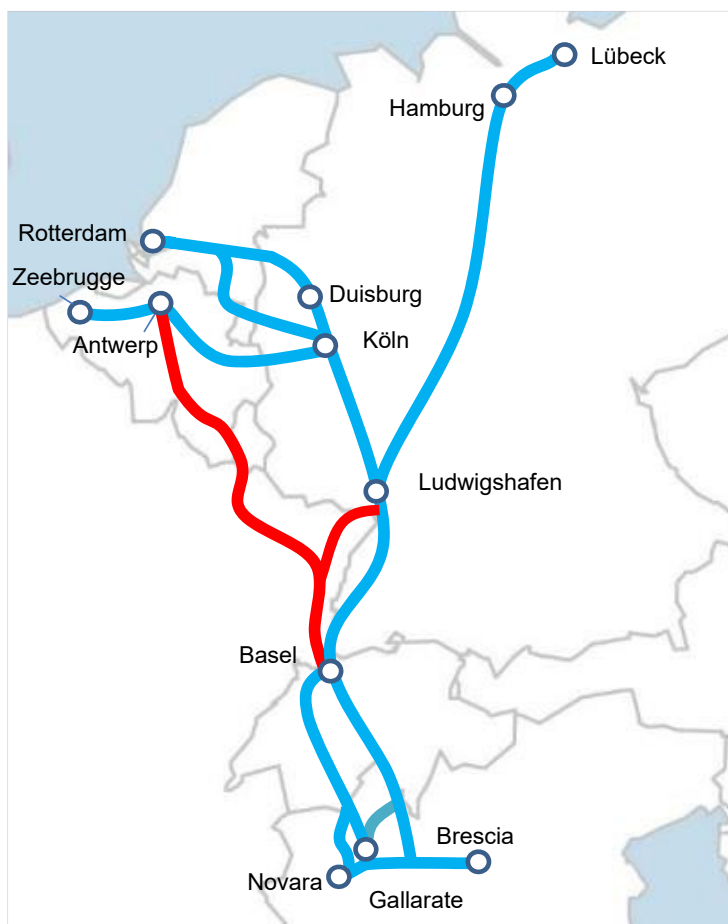 Lübeck
Hamburg
Rotterdam
Zeebrugge
Duisburg
Antwerp
Köln
Ludwigshafen
Basel
Brescia
Novara
Gallarate